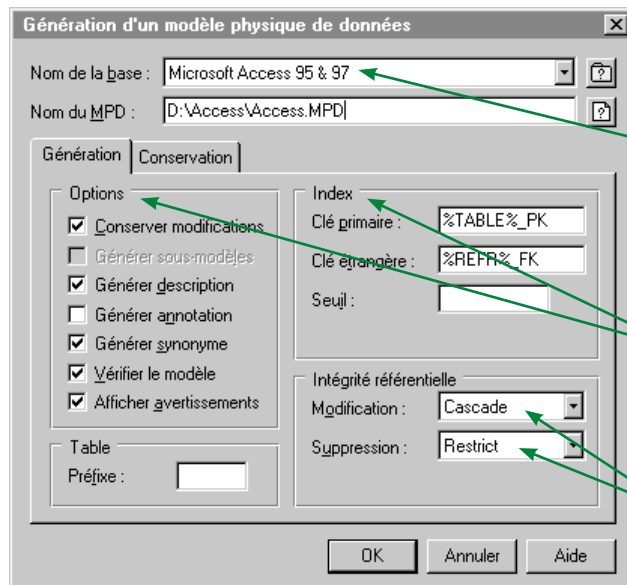 Génération d'un modèle physique de données
Nom de la base : Microsoft Access 95 & 97
Nom du MPD : D:\Access\Access.MPD
Génération Conservation
Options
Conserver modifications
Générer sous-modèles
Générer description
Générer annotation
Générer synonyme
Vérifier le modèle
Afficher avertissements
Table
Préfixe :
Index
Clé primaire : %TABLE%_PK
Clé étrangère : %REFR%_FK
Seuil :
Intégrité référentielle
Modification : Cascade
Suppression : Restrict
OK Annuler Aide